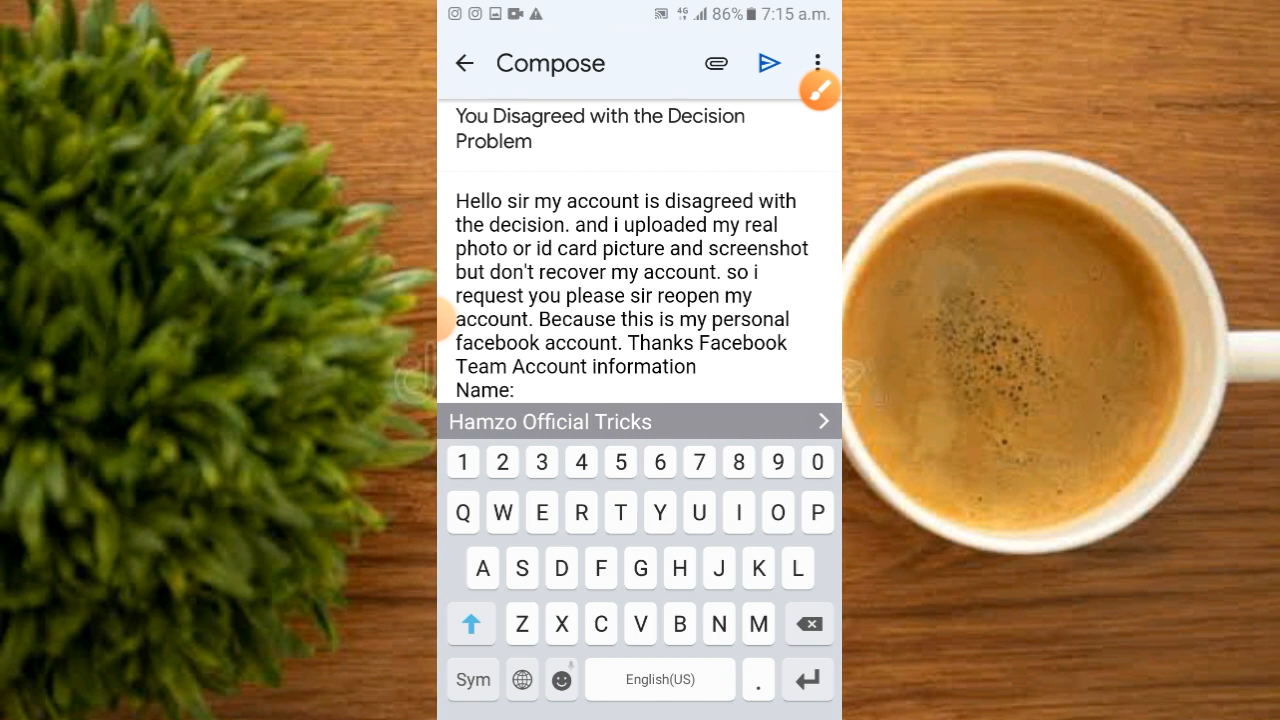 86% 7:15 a.m.
Compose
You Disagreed with the Decision
Problem
Hello sir my account is disagreed with
the decision. and i uploaded my real
photo or id card picture and screenshot
but don't recover my account. so i
request you please sir reopen my
account. Because this is my personal
facebook account. Thanks Facebook
Team Account information
Name:
Hamzo Official Tricks
1 2 3 4 5 6 7 8 9 0
Q W E R T Y U I O P
A S D F G H J K L
Z X C V B N M
Sym English(US) .